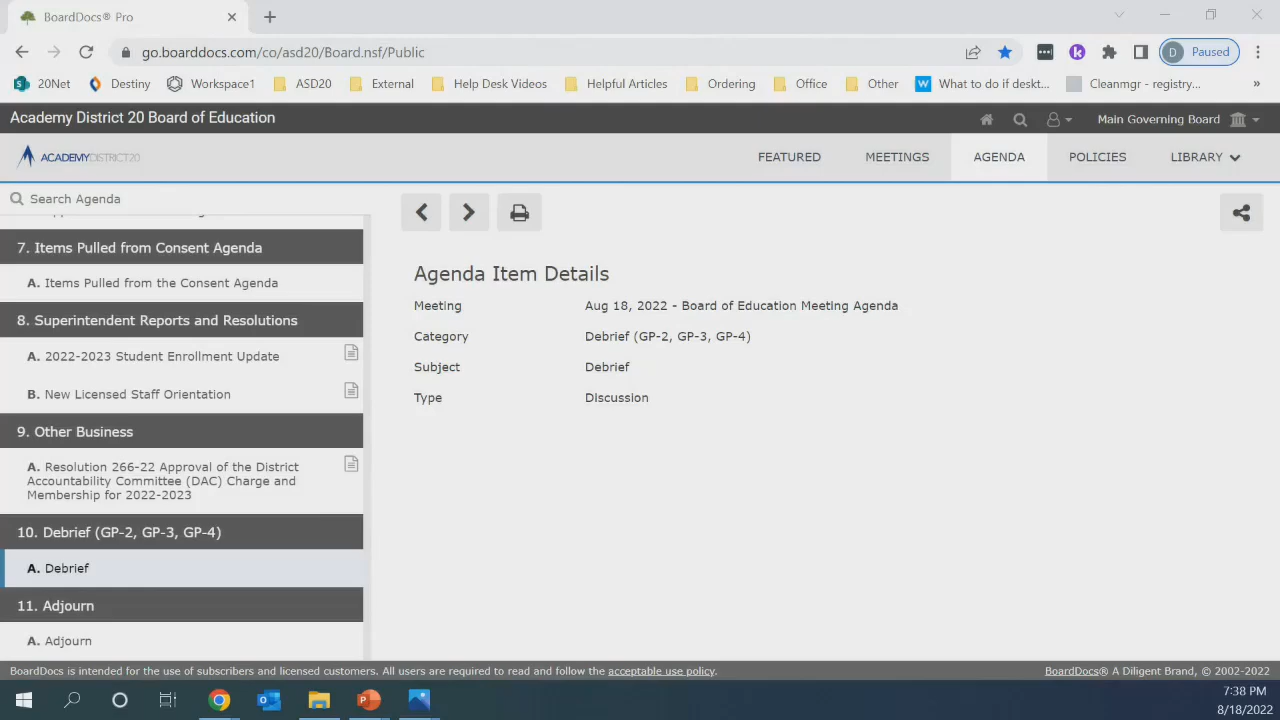 BoardDocs® Pro
go.boarddocs.com/co/asd20/Board.nsf/Public
D Paused
20Net Destiny Workspace1 ASD20 External Help Desk Videos Helpful Articles Ordering Office Other What to do if deskt... Cleanmgr - registry... »
Academy District 20 Board of Education
Main Governing Board
ACADEMYDISTRICT20
FEATURED MEETINGS AGENDA POLICIES LIBRARY
Search Agenda
7. Items Pulled from Consent Agenda
A. Items Pulled from the Consent Agenda
8. Superintendent Reports and Resolutions
A. 2022-2023 Student Enrollment Update
B. New Licensed Staff Orientation
9. Other Business
A. Resolution 266-22 Approval of the District
Accountability Committee (DAC) Charge and
Membership for 2022-2023
10. Debrief (GP-2, GP-3, GP-4)
A. Debrief
11. Adjourn
A. Adjourn
Agenda Item Details
Meeting Aug 18, 2022 - Board of Education Meeting Agenda
Category Debrief (GP-2, GP-3, GP-4)
Subject Debrief
Type Discussion
BoardDocs is intended for the use of subscribers and licensed customers. All users are required to read and follow the acceptable use policy.
BoardDocs® A Diligent Brand, © 2002-2022
7:38 PM
8/18/2022